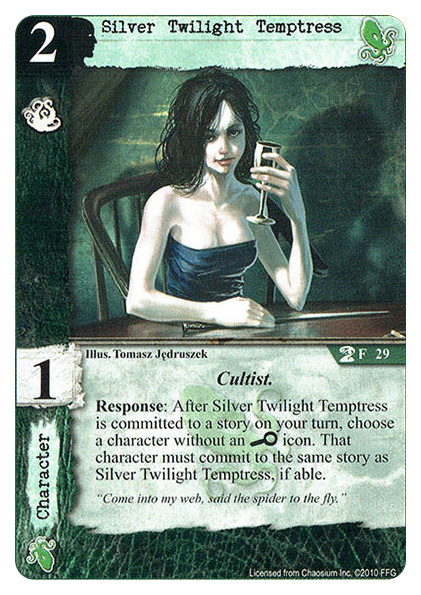 2
Silver Twilight Temptress
Illus. Tomasz Jędruszek
F 29
1
Character
Cultist.
Response: After Silver Twilight Temptress
is committed to a story on your turn, choose
a character without an icon. That
character must commit to the same story as
Silver Twilight Temptress, if able.
“Come into my web, said the spider to the fly.”
Licensed from Chaosium Inc. ©2010 FFG